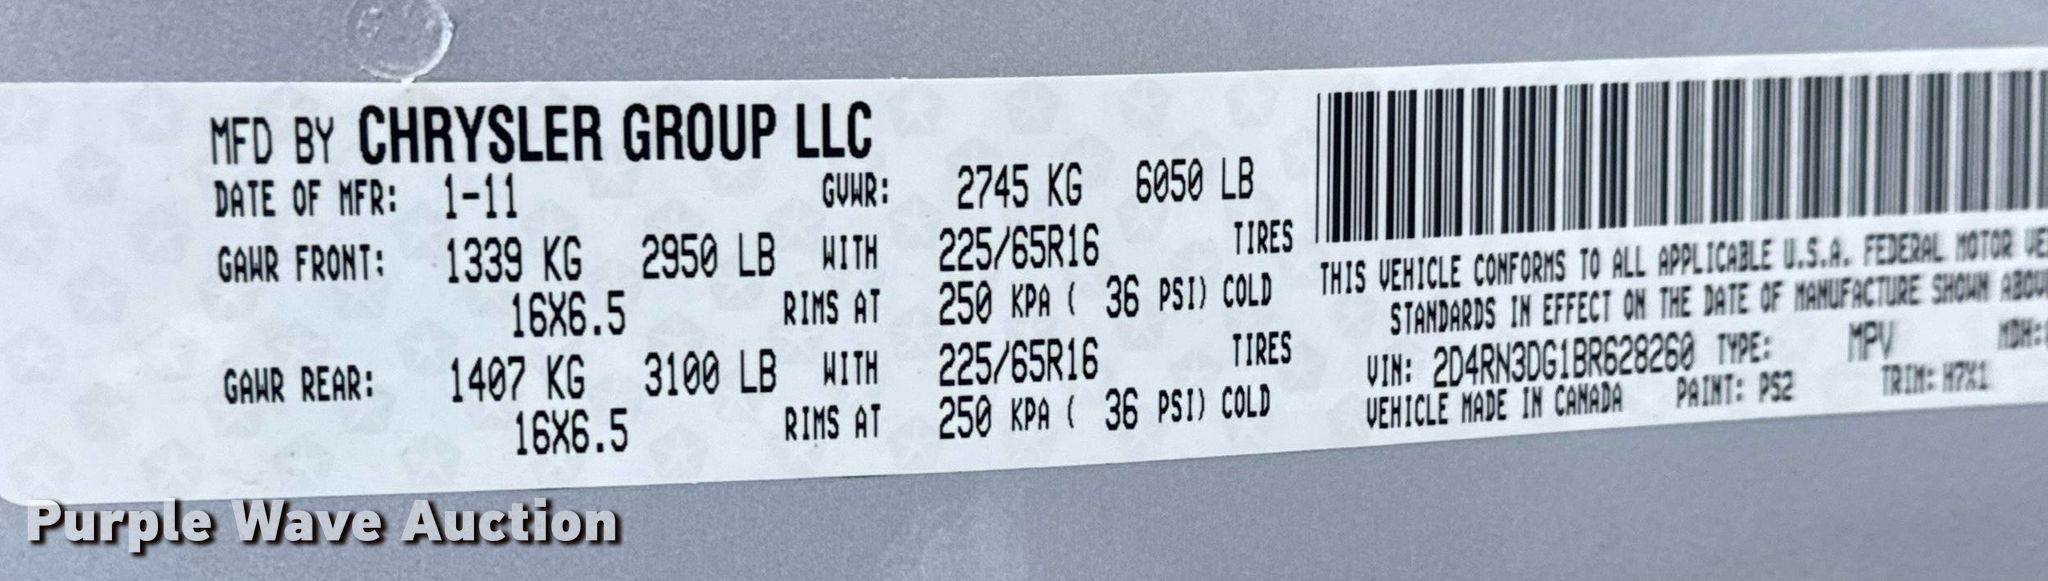 MFD BY CHRYSLER GROUP LLC
DATE OF MFR: 1-11 GVWR: 2745 KG 6050 LB
GAWR FRONT: 1339 KG 2950 LB WITH 225/65R16 TIRES
16X6.5 RIMS AT 250 KPA ( 36 PSI) COLD
GAWR REAR: 1407 KG 3100 LB WITH 225/65R16 TIRES
16X6.5 RIMS AT 250 KPA ( 36 PSI) COLD
THIS VEHICLE CONFORMS TO ALL APPLICABLE U.S.A. FEDERAL MOTOR
STANDARDS IN EFFECT ON THE DATE OF MANUFACTURE SHOWN
VIN: 2D4RN3DG1BR628260 TYPE: MPV MDH:
VEHICLE MADE IN CANADA PAINT: PS2 TRIM: H7X1
Purple Wave Auction